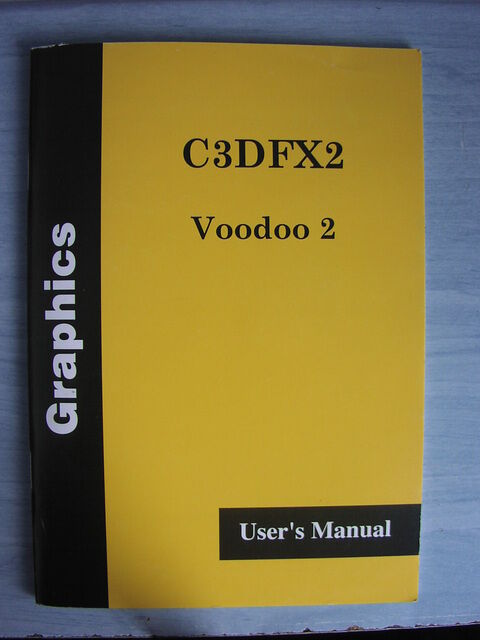 Graphics
C3DFX2
Voodoo 2
User's Manual